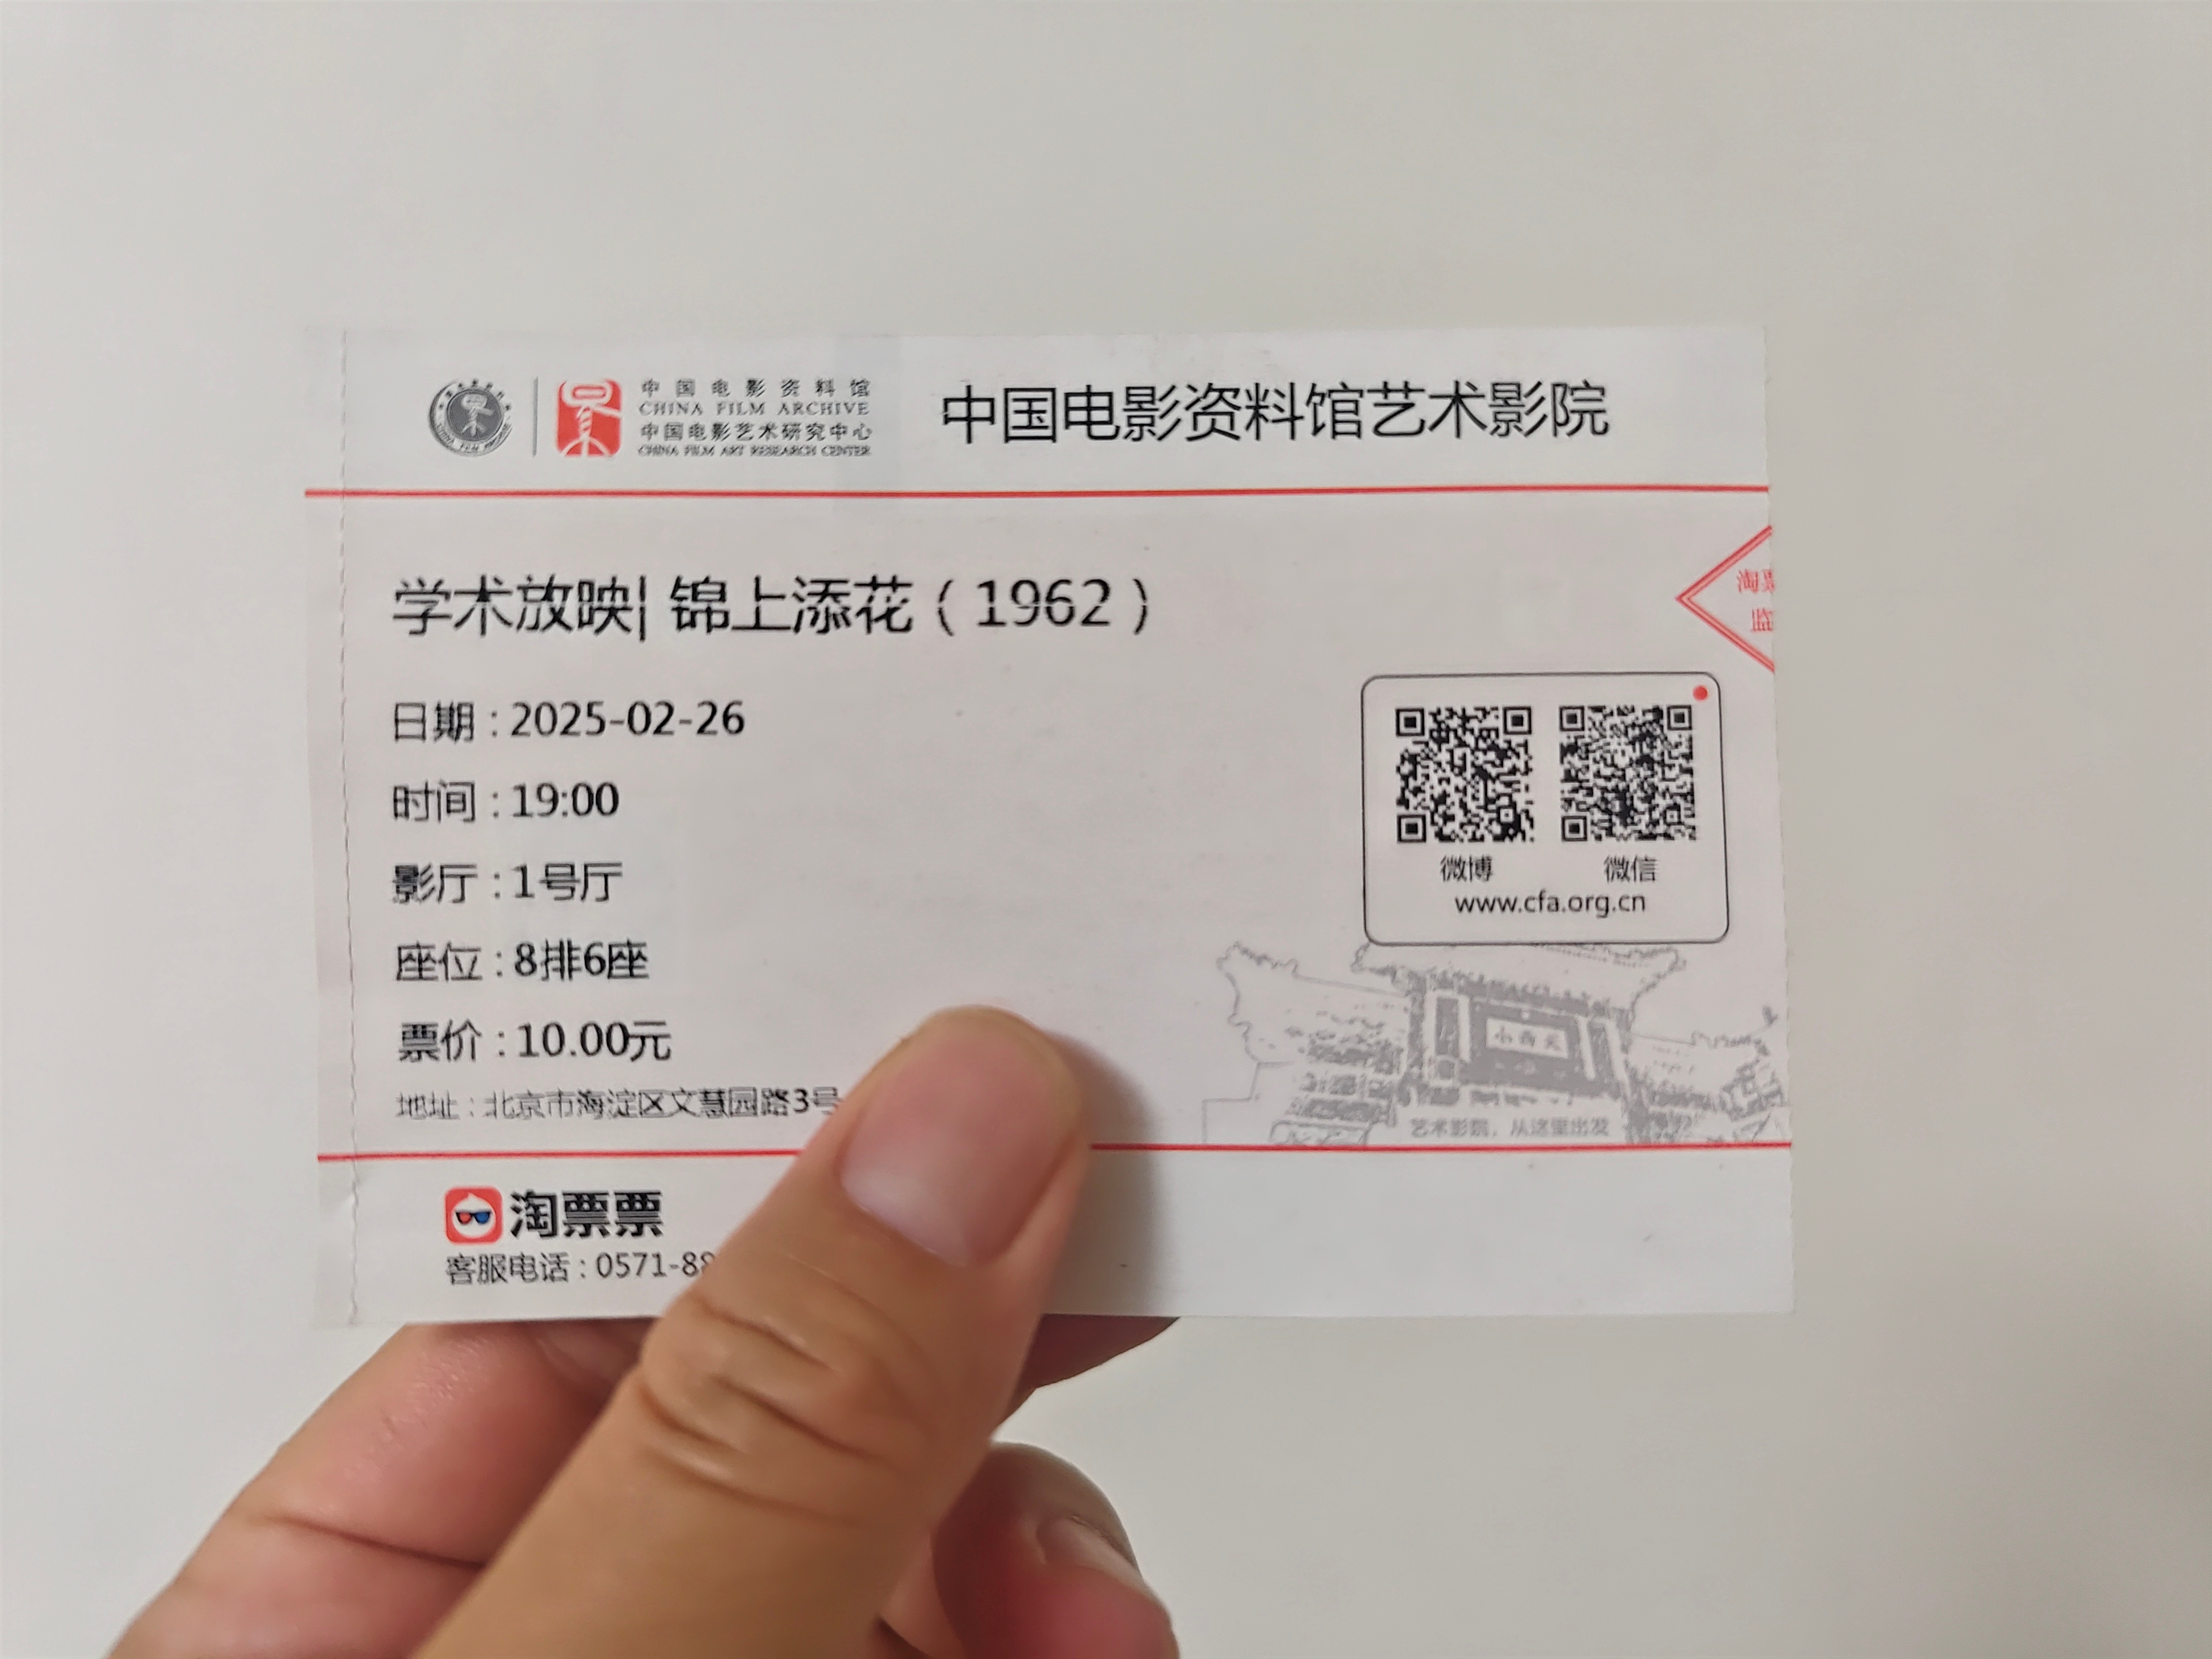 中国电影资料馆
CHINA FILM ARCHIVE
中国电影艺术研究中心
CHINA FILM ART RESEARCH CENTER
中国电影资料馆艺术影院
学术放映| 锦上添花（1962）
淘票
监
日期：2025-02-26
时间：19:00
影厅：1号厅
座位：8排6座
票价：10.00元
地址：北京市海淀区文慧园路3号
微博 微信
www.cfa.org.cn
小西天
艺术影院，从这里出发
淘票票
客服电话：0571-88